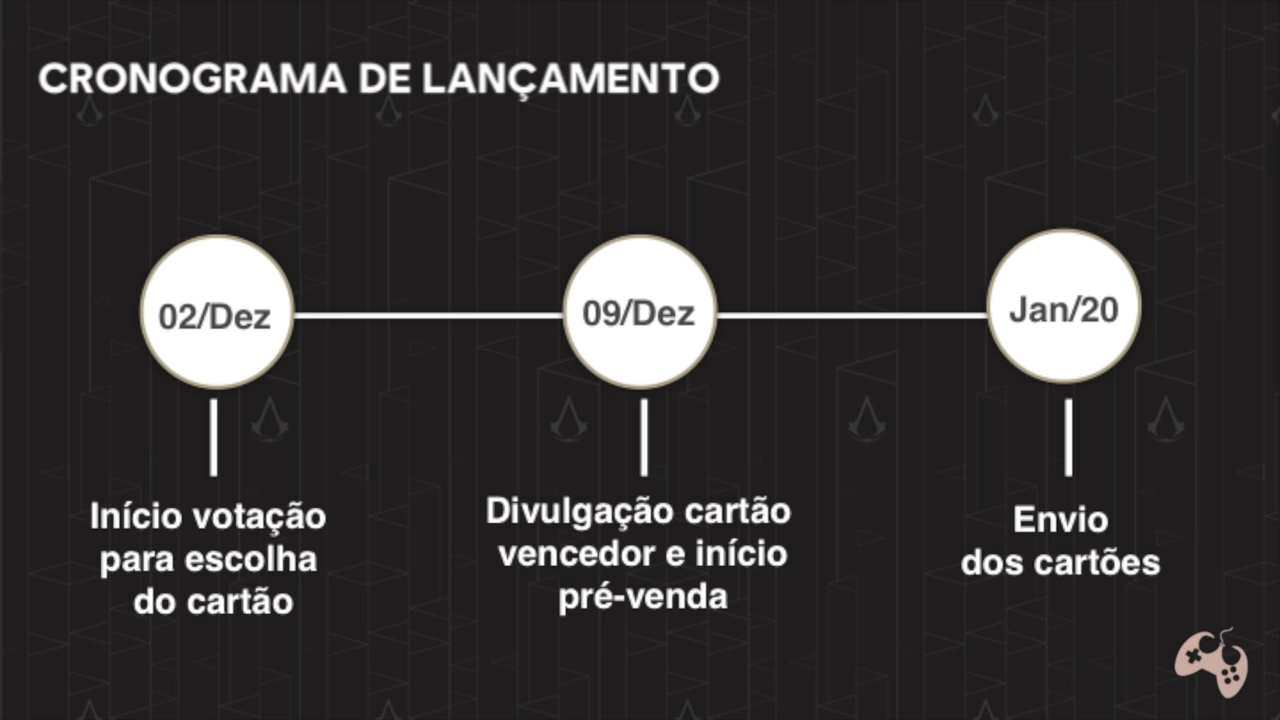 CRONOGRAMA DE LANÇAMENTO
02/Dez
09/Dez
Jan/20
Início votação
para escolha
do cartão
Divulgação cartão
vencedor e início
pré-venda
Envio
dos cartões